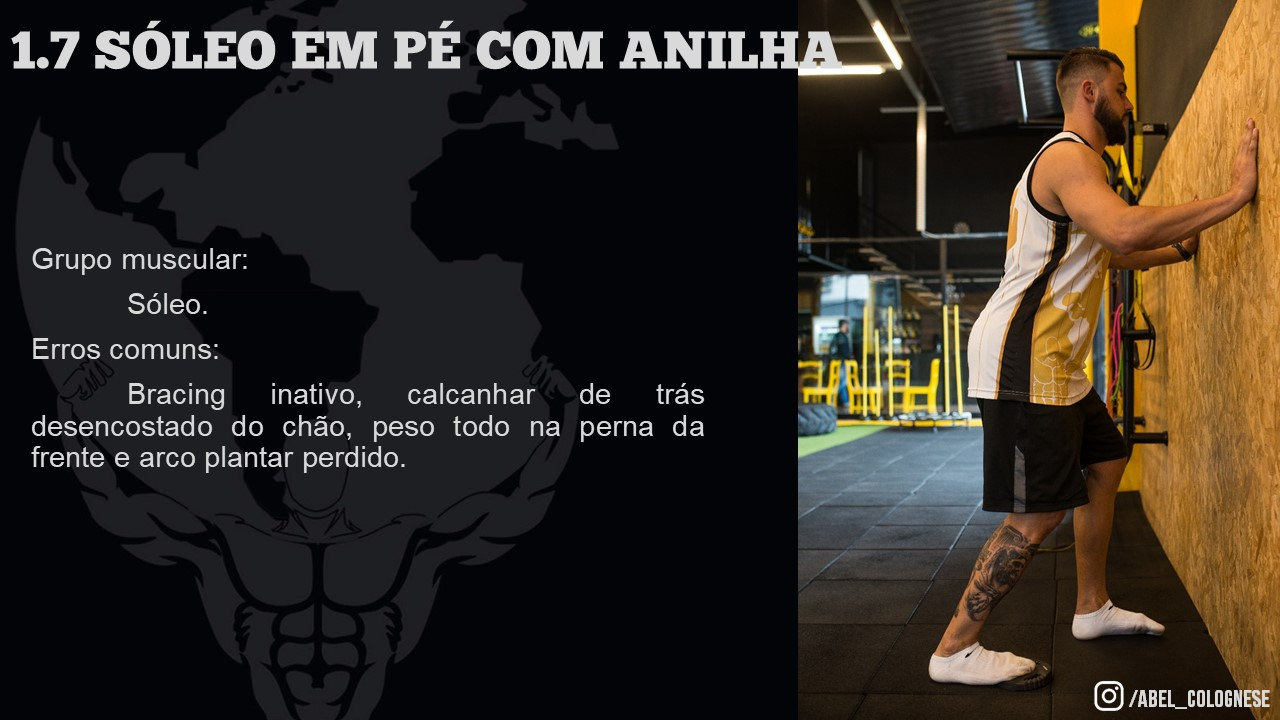 1.7 SÓLEO EM PÉ COM ANILHA
Grupo muscular:
Sóleo.
Erros comuns:
Bracing inativo, calcanhar de trás
desencostado do chão, peso todo na perna da
frente e arco plantar perdido.
/ABEL_COLOGNESE